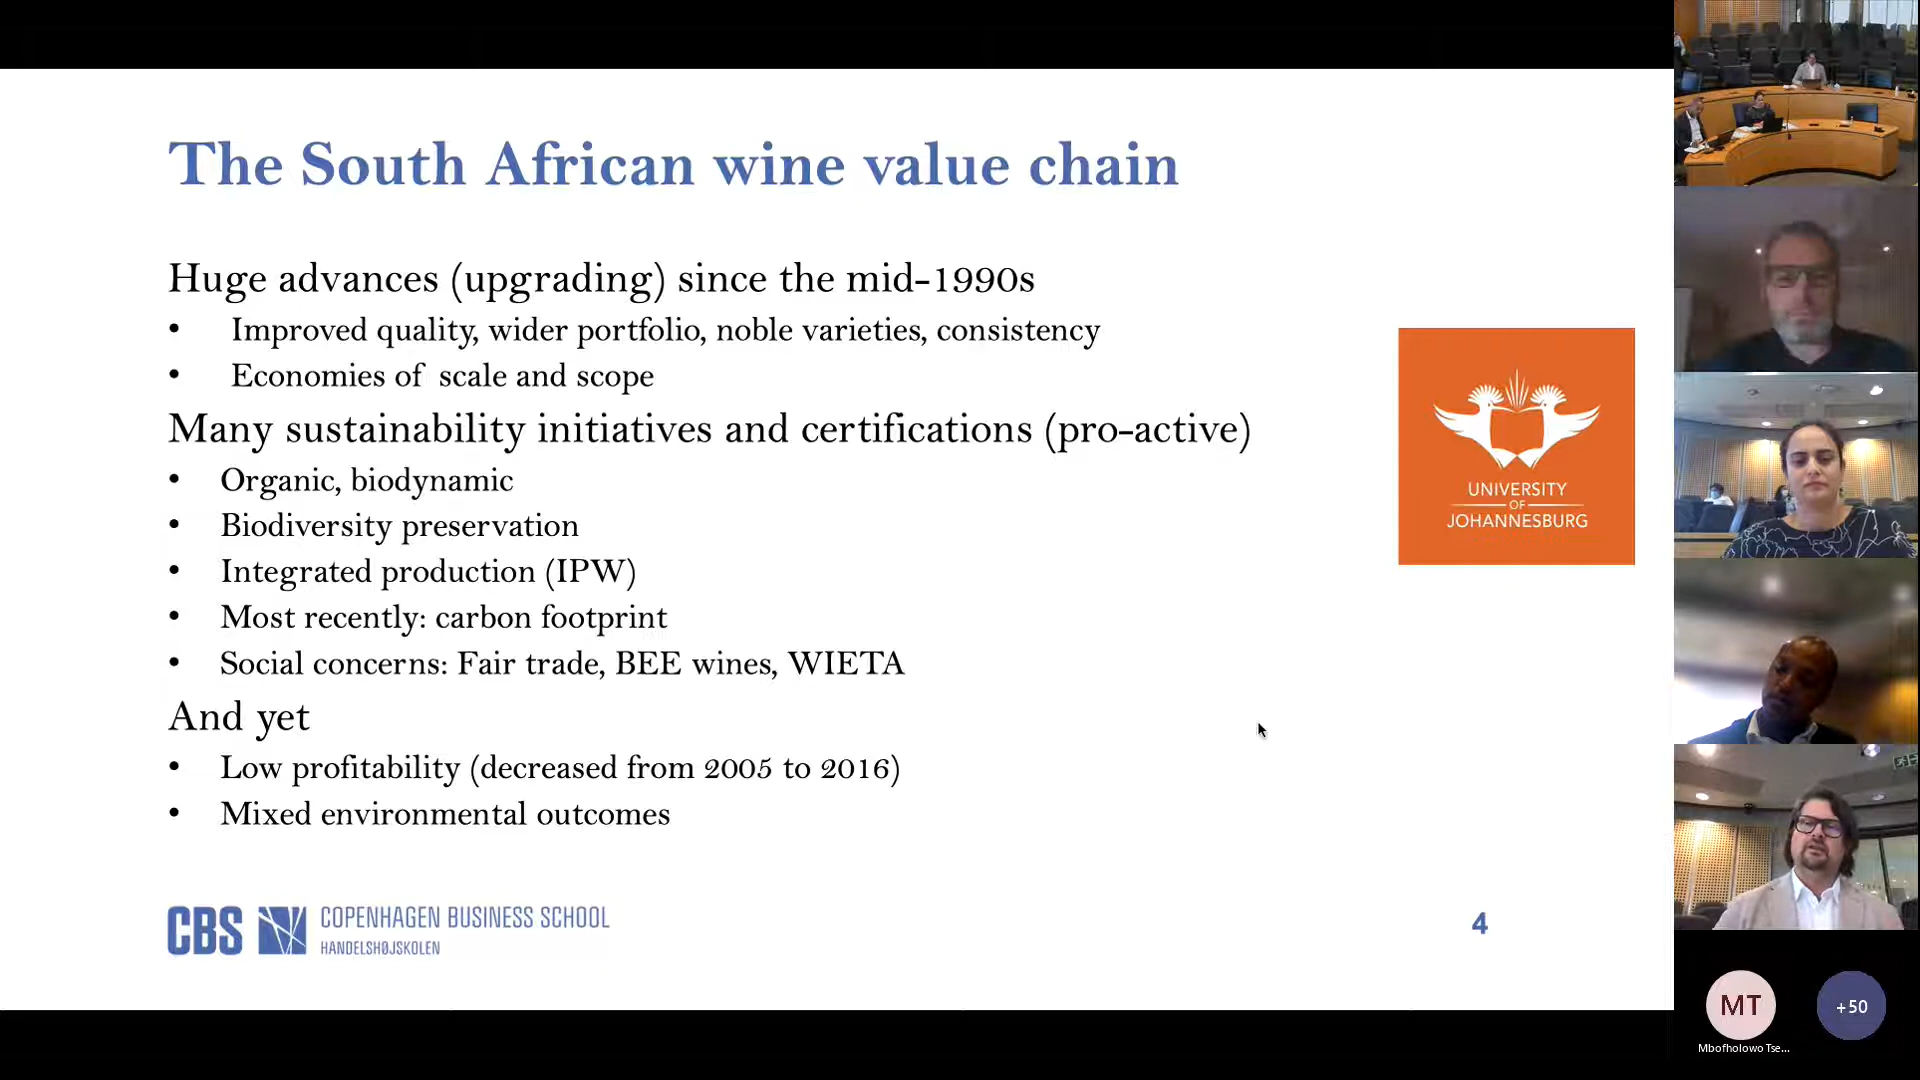 The South African wine value chain
Huge advances (upgrading) since the mid-1990s
• Improved quality, wider portfolio, noble varieties, consistency
• Economies of scale and scope
Many sustainability initiatives and certifications (pro-active)
• Organic, biodynamic
• Biodiversity preservation
• Integrated production (IPW)
• Most recently: carbon footprint
• Social concerns: Fair trade, BEE wines, WIETA
And yet
• Low profitability (decreased from 2005 to 2016)
• Mixed environmental outcomes
UNIVERSITY
OF
JOHANNESBURG
CBS COPENHAGEN BUSINESS SCHOOL
HANDELSHØJSKOLEN
4
MT
+50
Mbofholowo Tse...